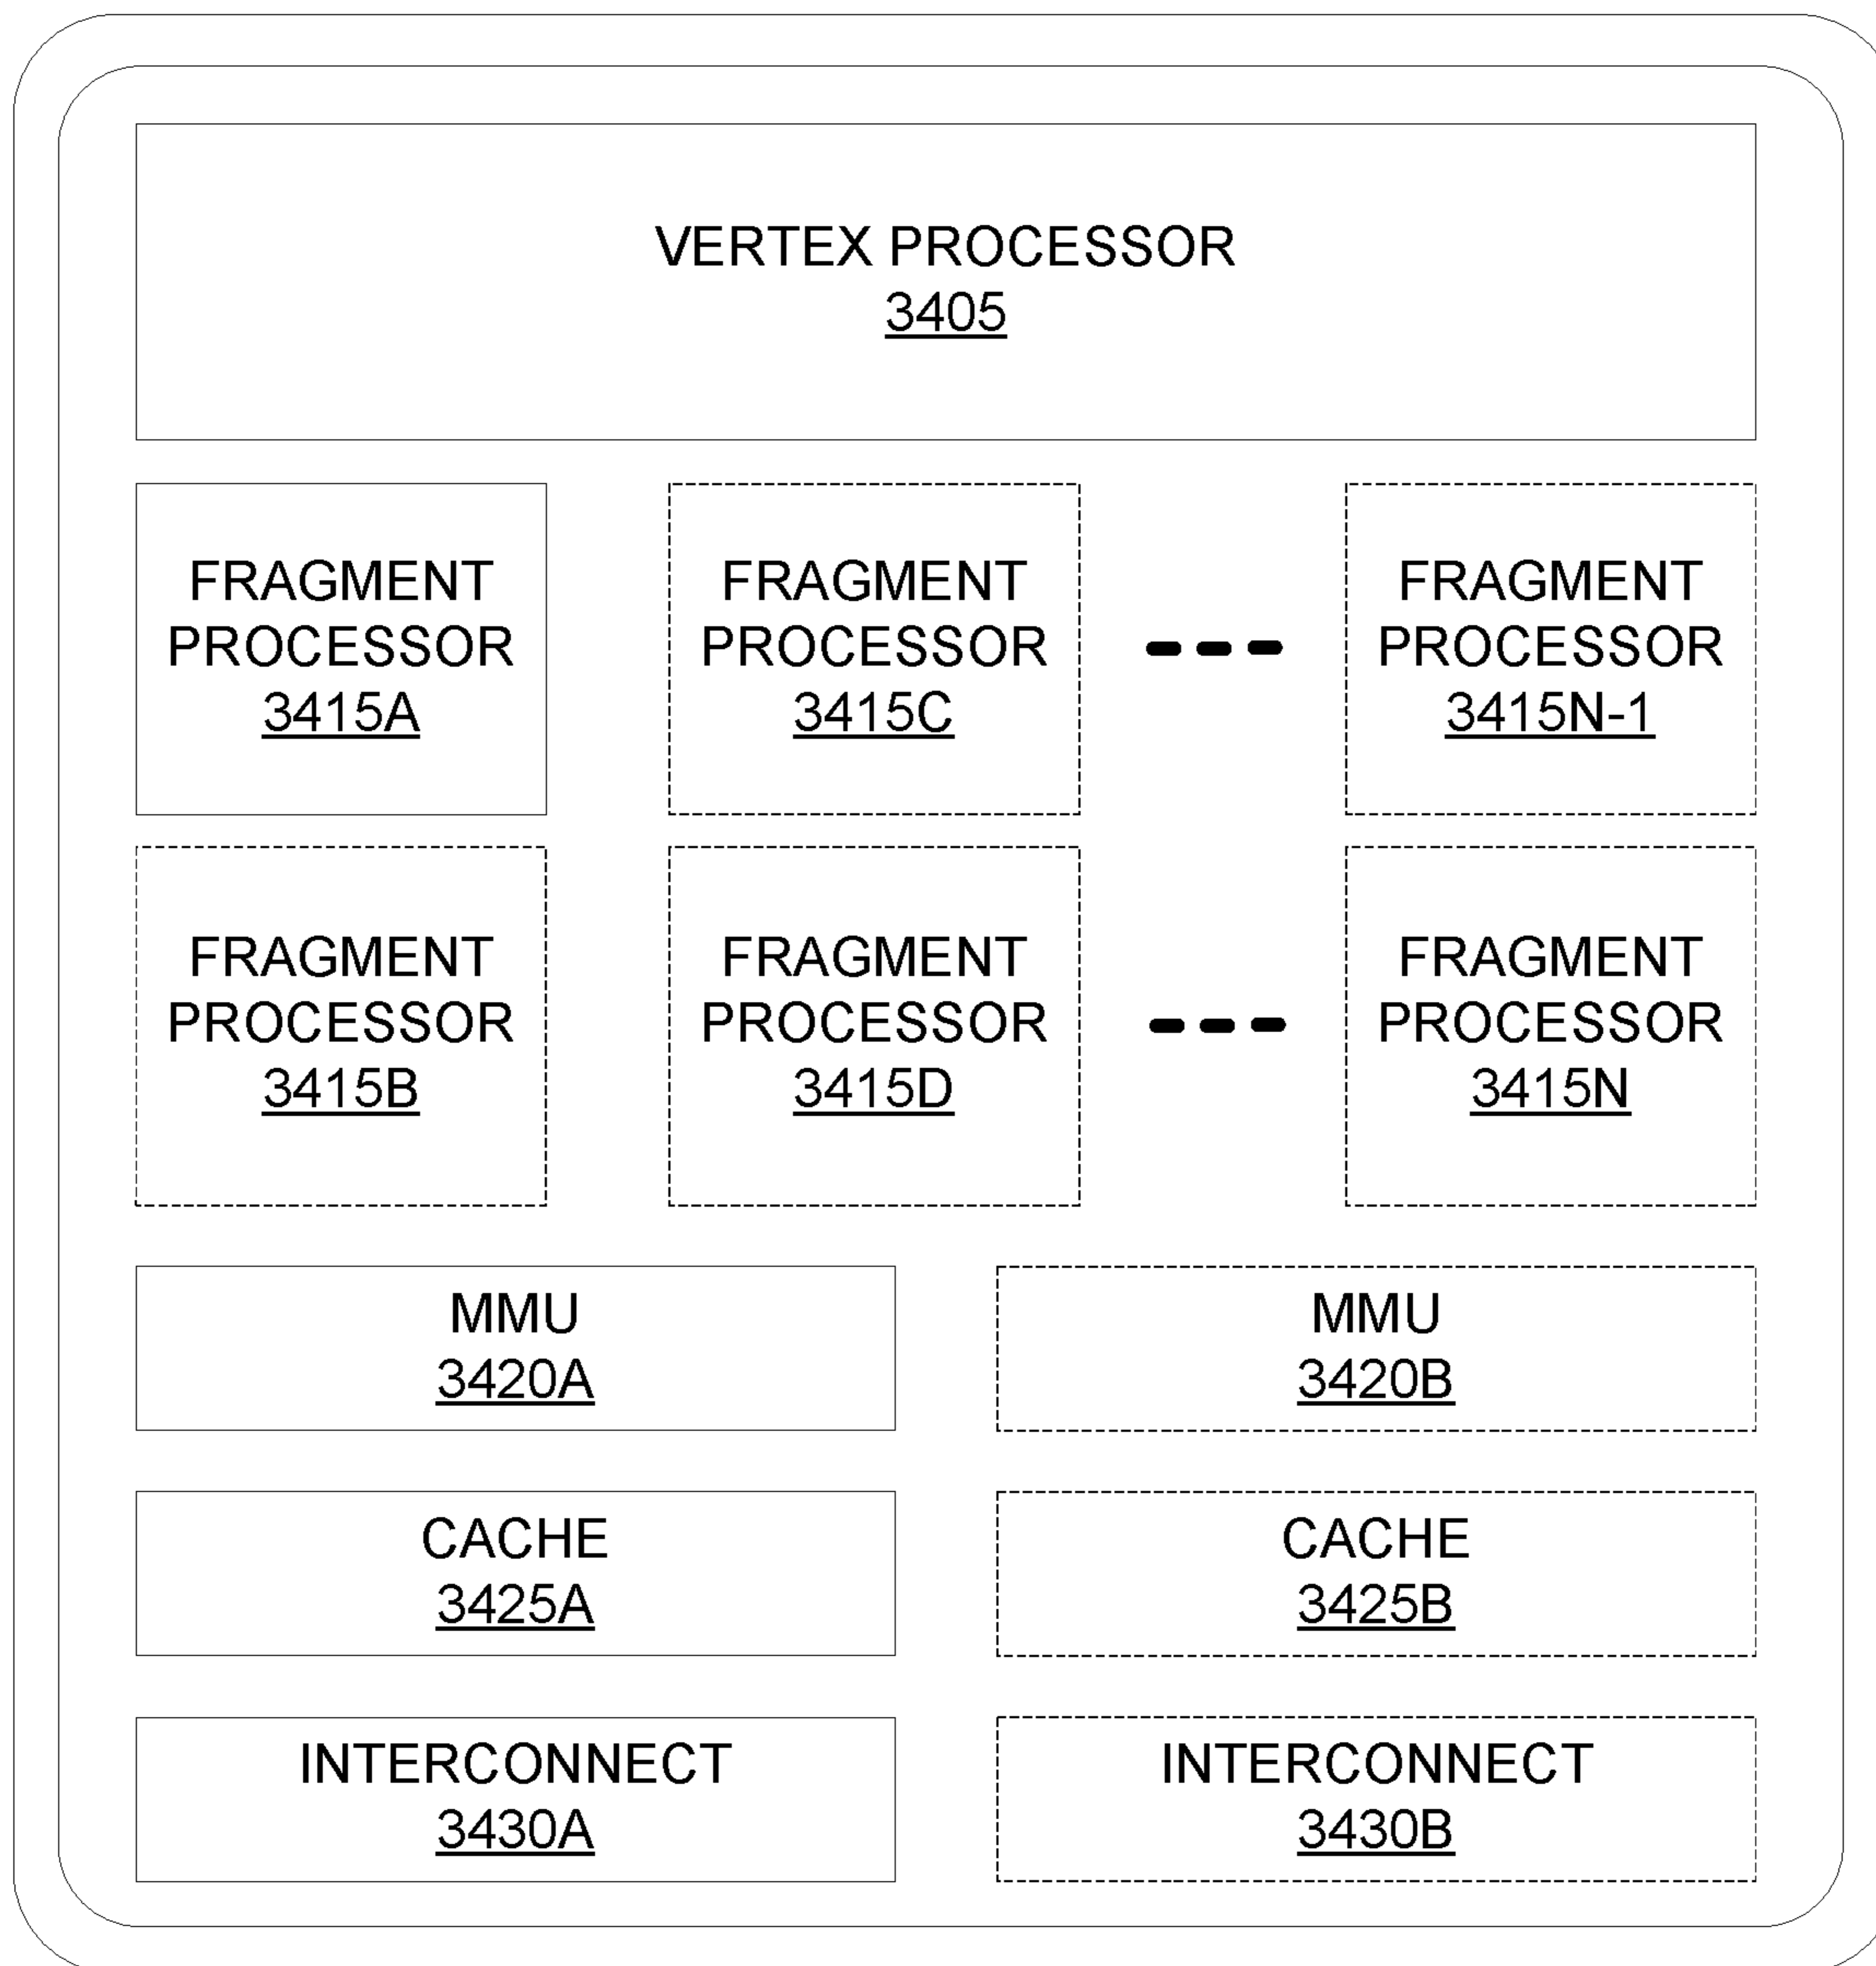 VERTEX PROCESSOR
3405
FRAGMENT
PROCESSOR
3415A
FRAGMENT
PROCESSOR
3415C
FRAGMENT
PROCESSOR
3415N-1
FRAGMENT
PROCESSOR
3415B
FRAGMENT
PROCESSOR
3415D
FRAGMENT
PROCESSOR
3415N
MMU
3420A
MMU
3420B
CACHE
3425A
CACHE
3425B
INTERCONNECT
3430A
INTERCONNECT
3430B